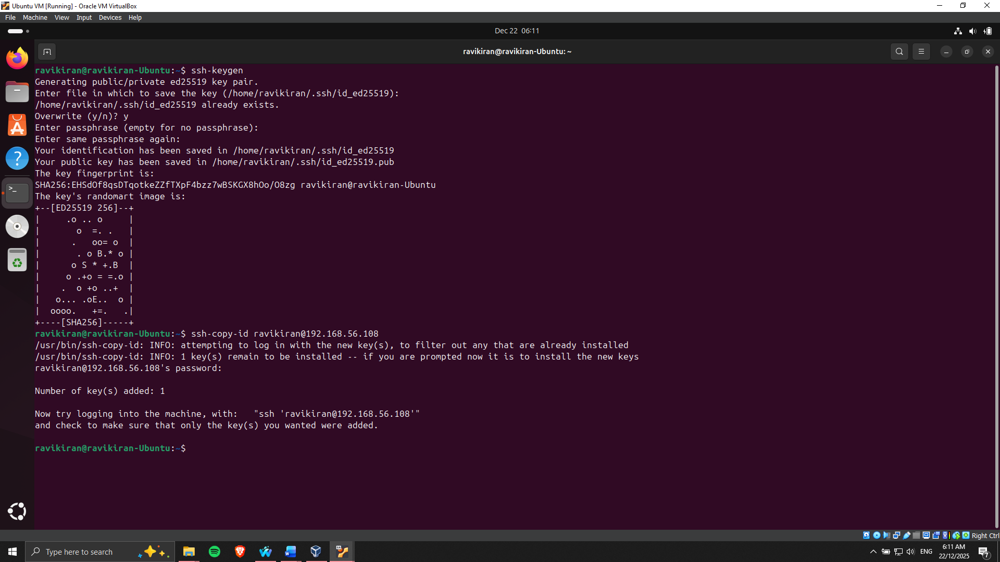 Ubuntu VM [Running] - Oracle VM VirtualBox
File Machine View Input Devices Help
Dec 22 06:11
ravikiran@ravikiran-Ubuntu: ~
ravikiran@ravikiran-Ubuntu:~$ ssh-keygen
Generating public/private ed25519 key pair.
Enter file in which to save the key (/home/ravikiran/.ssh/id_ed25519):
/home/ravikiran/.ssh/id_ed25519 already exists.
Overwrite (y/n)? y
Enter passphrase (empty for no passphrase):
Enter same passphrase again:
Your identification has been saved in /home/ravikiran/.ssh/id_ed25519
Your public key has been saved in /home/ravikiran/.ssh/id_ed25519.pub
The key fingerprint is:
SHA256:EHSdOf8qsDTqotkeZZfTXpF4bzz7wBSKGX8hOo/O8zg ravikiran@ravikiran-Ubuntu
The key's randomart image is:
+--[ED25519 256]--+
|     .o .. o     |
|       o  =. .   |
|      .   oo= o  |
|       . o B.* o |
|      o S * +.B  |
|     o .+o = =.o |
|    .  o +o ..+  |
|   o... .oE..  o |
|  oooo.   +=.   .|
+----[SHA256]-----+
ravikiran@ravikiran-Ubuntu:~$ ssh-copy-id ravikiran@192.168.56.108
/usr/bin/ssh-copy-id: INFO: attempting to log in with the new key(s), to filter out any that are already installed
/usr/bin/ssh-copy-id: INFO: 1 key(s) remain to be installed -- if you are prompted now it is to install the new keys
ravikiran@192.168.56.108's password:
Number of key(s) added: 1
Now try logging into the machine, with:   "ssh 'ravikiran@192.168.56.108'"
and check to make sure that only the key(s) you wanted were added.
ravikiran@ravikiran-Ubuntu:~$
Right Ctrl
Type here to search
ENG
6:11 AM
22/12/2025
7